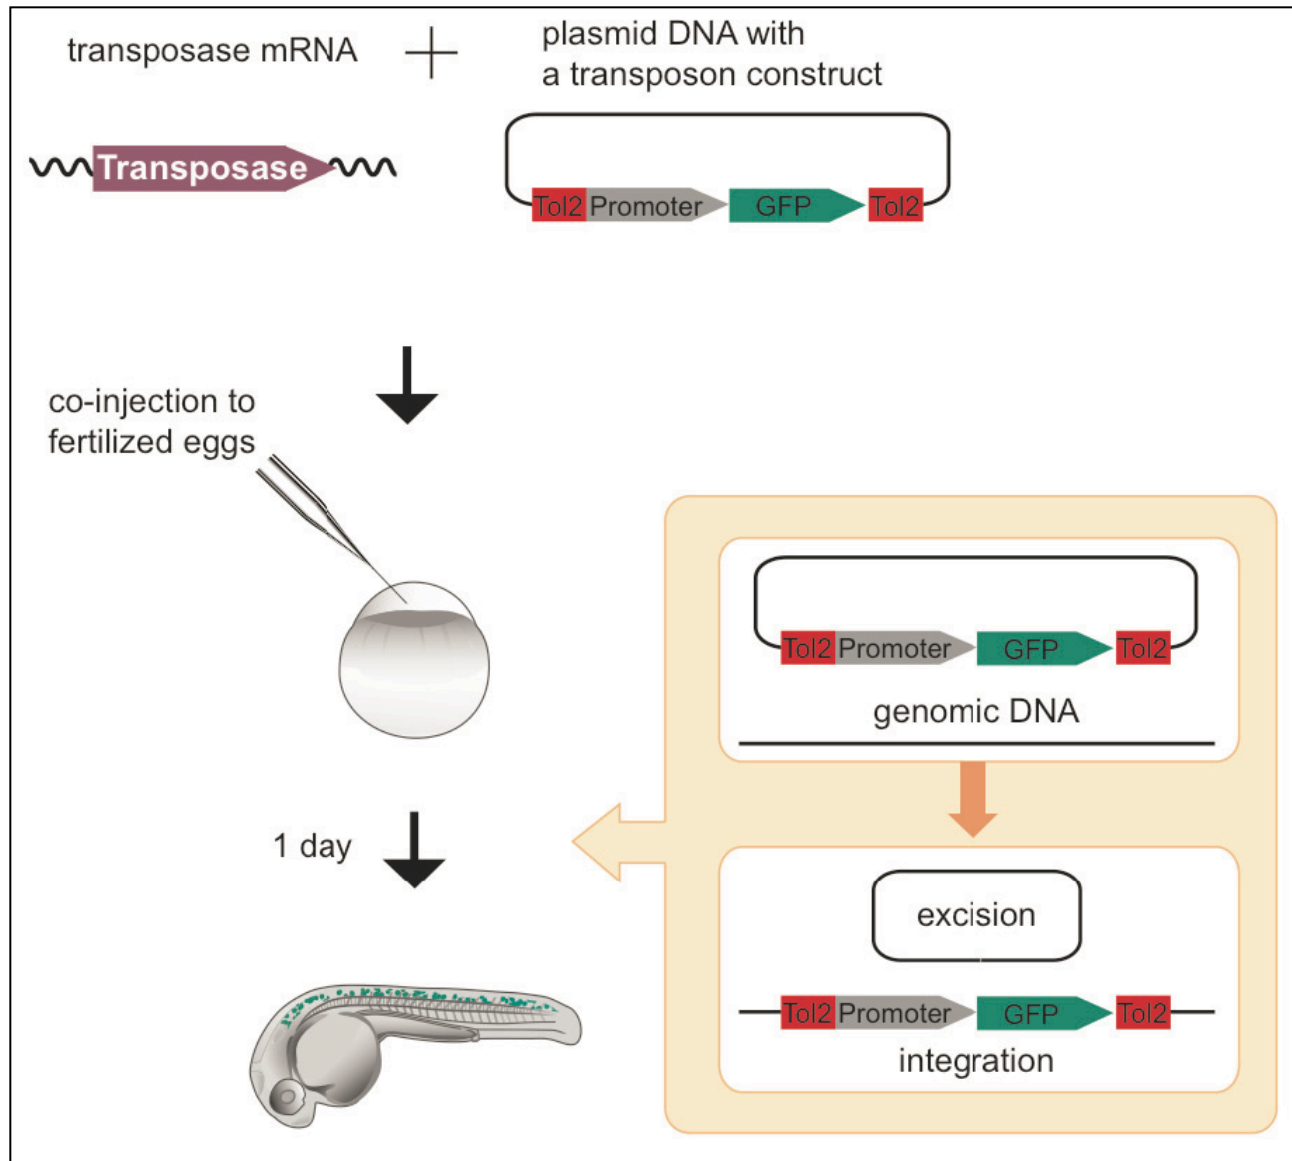 transposase mRNA
plasmid DNA with
a transposon construct
Transposase
Tol2 Promoter GFP Tol2
co-injection to
fertilized eggs
Tol2 Promoter GFP Tol2
genomic DNA
1 day
excision
Tol2 Promoter GFP Tol2
integration